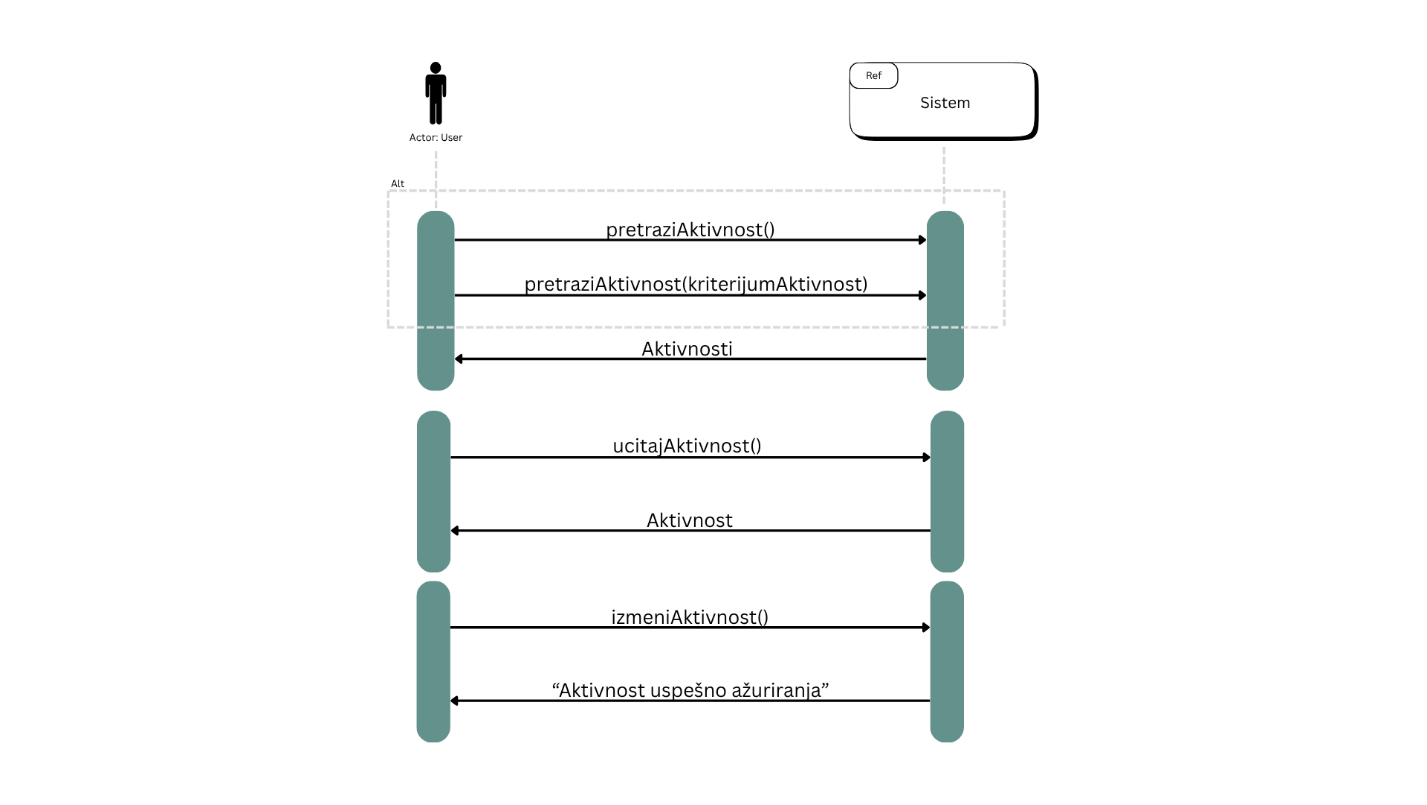 Ref
Sistem
Actor: User
Alt
pretraziAktivnost()
pretraziAktivnost(kriterijumAktivnost)
Aktivnosti
ucitajAktivnost()
Aktivnost
izmeniAktivnost()
“Aktivnost uspešno ažuriranja”